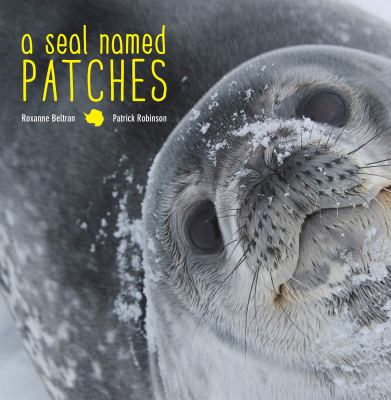 a seal named
PATCHES
Roxanne Beltran Patrick Robinson